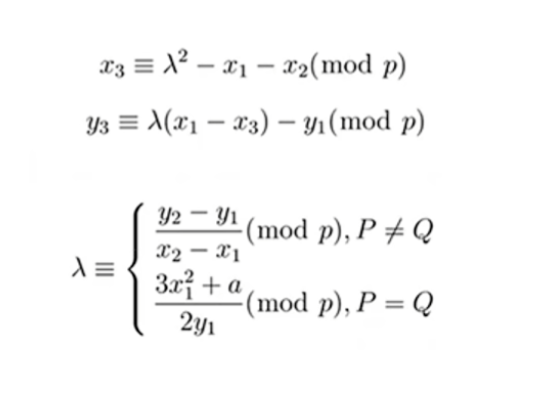 x₃ ≡ λ² − x₁ − x₂(mod p)
y₃ ≡ λ(x₁ − x₃) − y₁(mod p)
λ ≡ { (y₂ − y₁)/(x₂ − x₁) (mod p), P ≠ Q
(3x₁² + a)/(2y₁) (mod p), P = Q